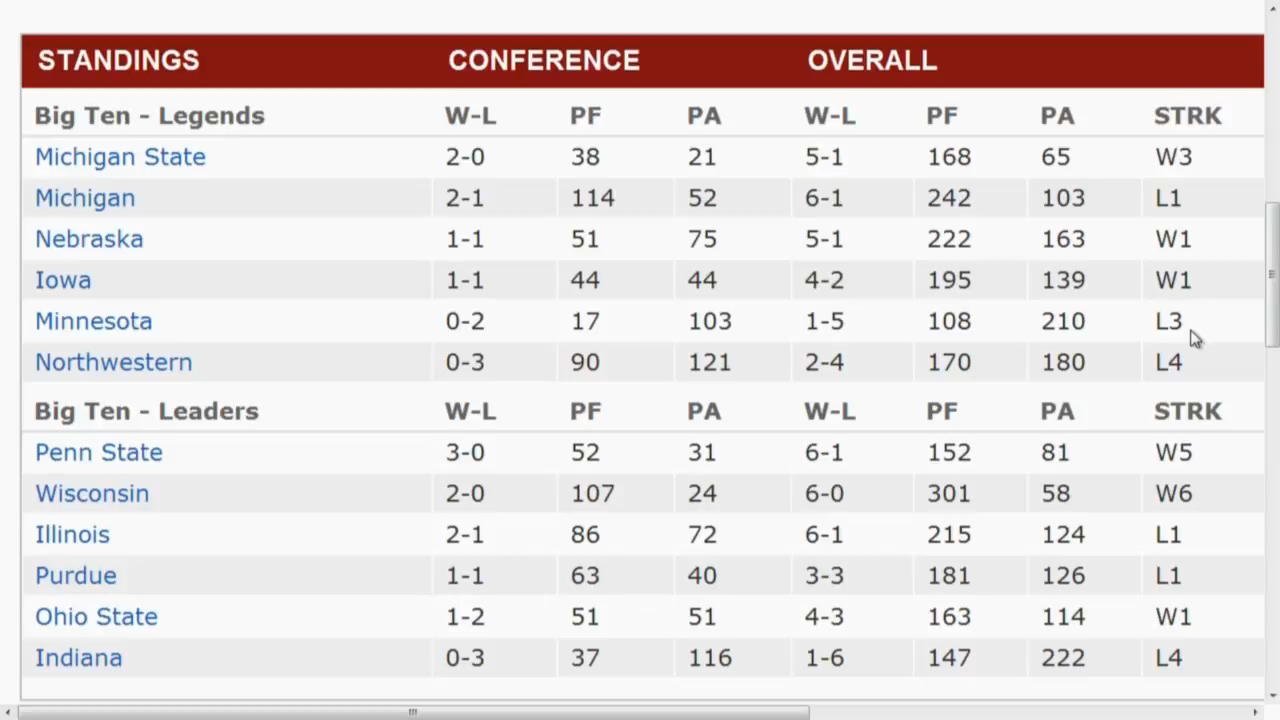 STANDINGS CONFERENCE OVERALL
Big Ten - Legends W-L PF PA W-L PF PA STRK
Michigan State 2-0 38 21 5-1 168 65 W3
Michigan 2-1 114 52 6-1 242 103 L1
Nebraska 1-1 51 75 5-1 222 163 W1
Iowa 1-1 44 44 4-2 195 139 W1
Minnesota 0-2 17 103 1-5 108 210 L3
Northwestern 0-3 90 121 2-4 170 180 L4
Big Ten - Leaders W-L PF PA W-L PF PA STRK
Penn State 3-0 52 31 6-1 152 81 W5
Wisconsin 2-0 107 24 6-0 301 58 W6
Illinois 2-1 86 72 6-1 215 124 L1
Purdue 1-1 63 40 3-3 181 126 L1
Ohio State 1-2 51 51 4-3 163 114 W1
Indiana 0-3 37 116 1-6 147 222 L4